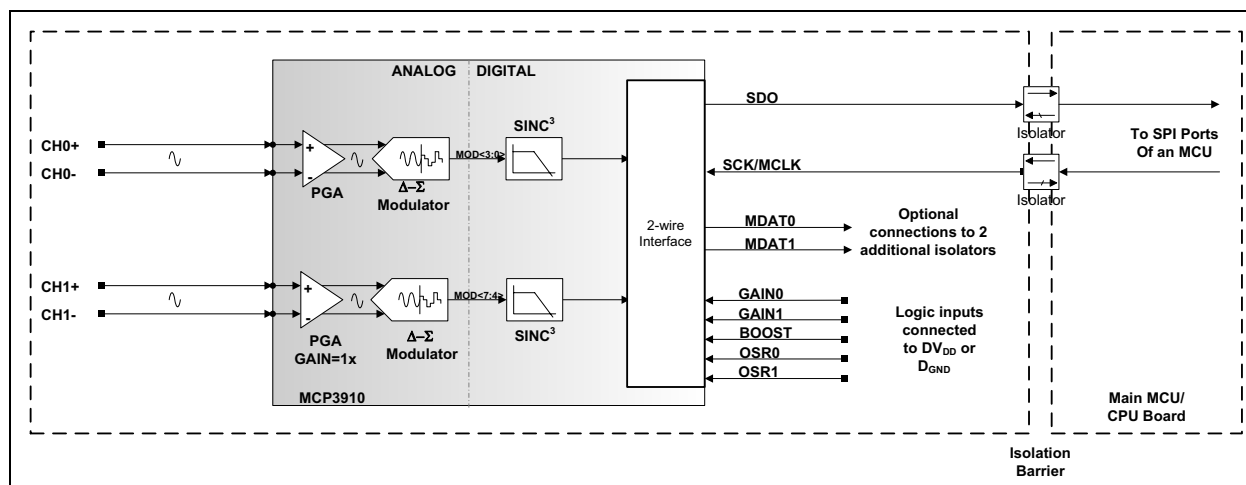 ANALOG DIGITAL
SDO
SINC³
Isolator
CH0+
To SPI Ports
Of an MCU
MOD<3:0>
CH0-
SCK/MCLK
PGA
Δ–Σ
Modulator
Isolator
2-wire
Interface
MDAT0
MDAT1
Optional
connections to 2
additional isolators
CH1+
MOD<7:4>
GAIN0
CH1-
GAIN1
Logic inputs
connected
to DV_DD or
D_GND
SINC³
PGA
GAIN=1x
Δ–Σ
Modulator
BOOST
OSR0
OSR1
MCP3910
Main MCU/
CPU Board
Isolation
Barrier
+
-
+
-